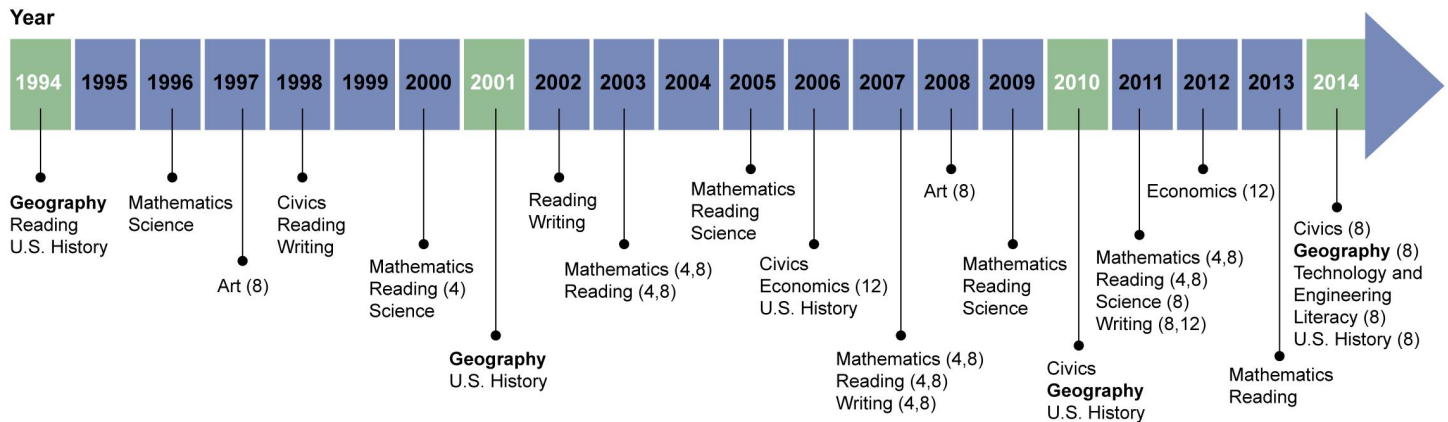 Year
1994
1995
1996
1997
1998
1999
2000
2001
2002
2003
2004
2005
2006
2007
2008
2009
2010
2011
2012
2013
2014
Geography
Reading
U.S. History
Mathematics
Science
Art (8)
Civics
Reading
Writing
Mathematics
Reading (4)
Science
Geography
U.S. History
Reading
Writing
Mathematics (4,8)
Reading (4,8)
Mathematics
Reading
Science
Civics
Economics (12)
U.S. History
Mathematics (4,8)
Reading (4,8)
Writing (4,8)
Art (8)
Mathematics
Reading
Science
Civics
Geography
U.S. History
Mathematics (4,8)
Reading (4,8)
Science (8)
Writing (8,12)
Economics (12)
Mathematics
Reading
Civics (8)
Geography (8)
Technology and
Engineering
Literacy (8)
U.S. History (8)